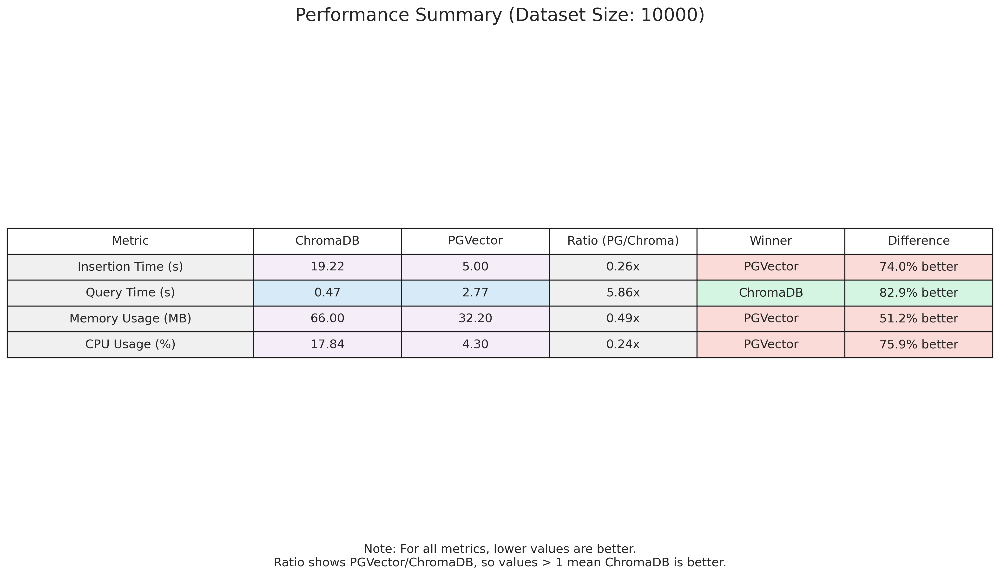 Performance Summary (Dataset Size: 10000)
Metric ChromaDB PGVector Ratio (PG/Chroma) Winner Difference
Insertion Time (s) 19.22 5.00 0.26x PGVector 74.0% better
Query Time (s) 0.47 2.77 5.86x ChromaDB 82.9% better
Memory Usage (MB) 66.00 32.20 0.49x PGVector 51.2% better
CPU Usage (%) 17.84 4.30 0.24x PGVector 75.9% better
Note: For all metrics, lower values are better.
Ratio shows PGVector/ChromaDB, so values > 1 mean ChromaDB is better.